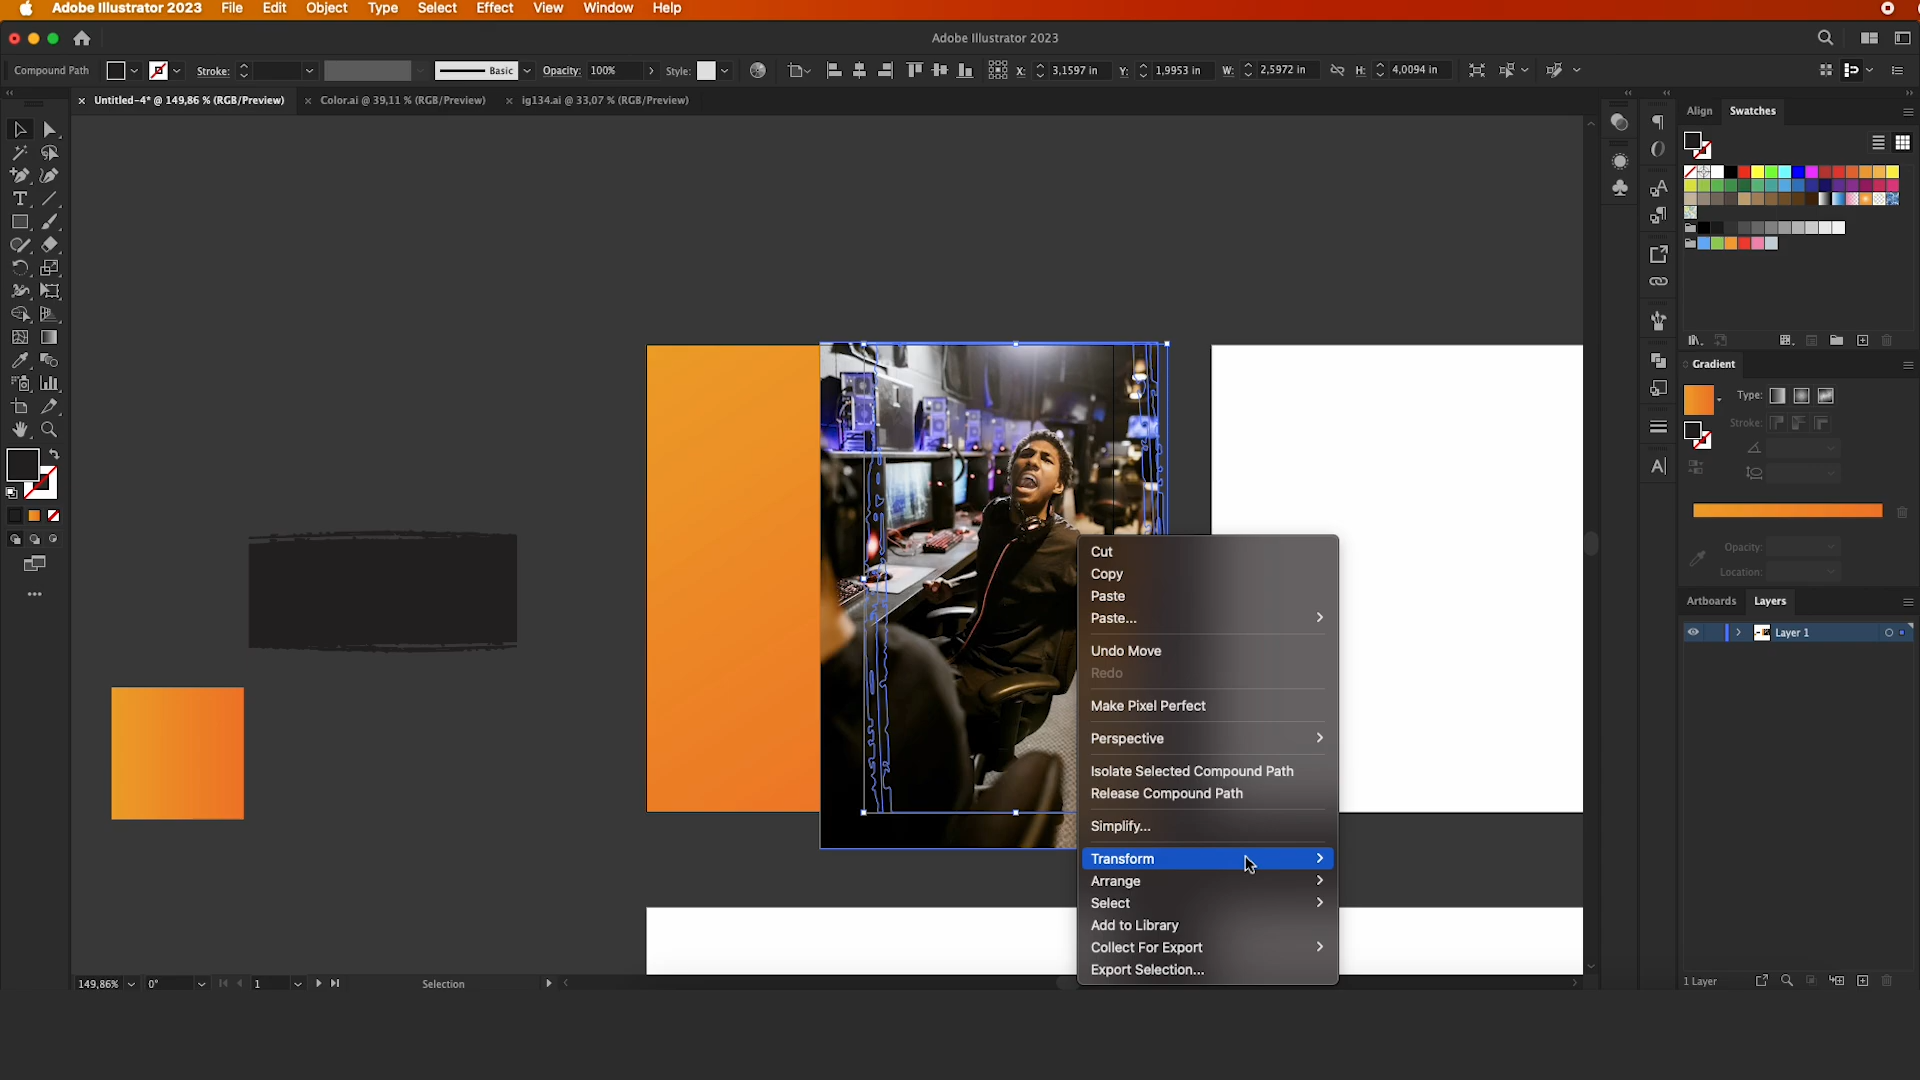 Adobe Illustrator 2023 File Edit Object Type Select Effect View Window Help
Adobe Illustrator 2023
Compound Path Stroke: Basic Opacity: 100% Style: X: 3,1597 in Y: 1,9953 in W: 2,5972 in H: 4,0094 in
Untitled-4* @ 149,86 % (RGB/Preview) Color.ai @ 39,11 % (RGB/Preview) ig134.ai @ 33,07 % (RGB/Preview)
Align Swatches
Gradient
Type:
Stroke:
Opacity:
Location:
Artboards Layers
Layer 1
Cut
Copy
Paste
Paste...
Undo Move
Redo
Make Pixel Perfect
Perspective
Isolate Selected Compound Path
Release Compound Path
Simplify...
Transform
Arrange
Select
Add to Library
Collect For Export
Export Selection...
149,86% 0° 1 Selection
1 Layer